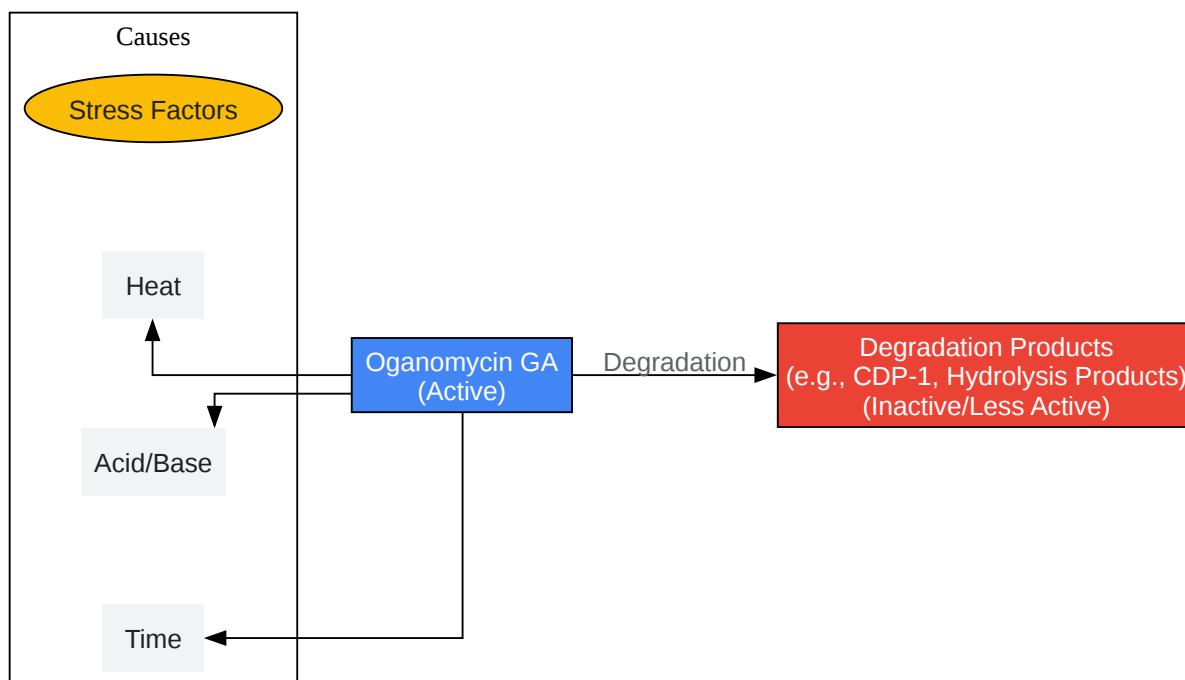 Causes
Stress Factors
Heat
Acid/Base
Time
Oganomycin GA
(Active)
Degradation
Degradation Products
(e.g., CDP-1, Hydrolysis Products)
(Inactive/Less Active)